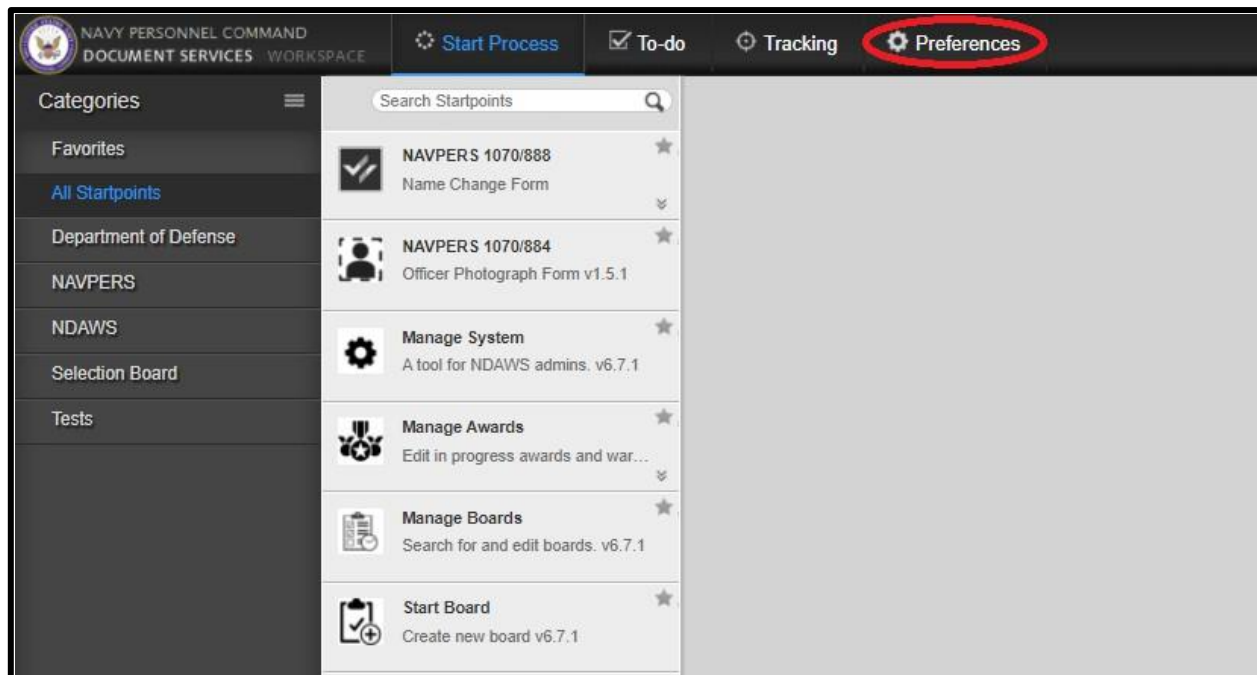 NAVY PERSONNEL COMMAND
DOCUMENT SERVICES WORKSPACE
Start Process
To-do
Tracking
Preferences
Categories
Favorites
All Startpoints
Department of Defense
NAVPERS
NDAWS
Selection Board
Tests
Search Startpoints
NAVPERS 1070/888
Name Change Form
NAVPERS 1070/884
Officer Photograph Form v1.5.1
Manage System
A tool for NDAWS admins. v6.7.1
Manage Awards
Edit in progress awards and war...
Manage Boards
Search for and edit boards. v6.7.1
Start Board
Create new board v6.7.1